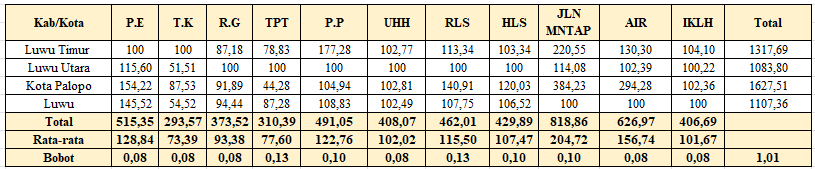 Kab/Kota P.E T.K R.G TPT P.P UHH RLS HLS JLN MNTAP AIR IKLH Total
Luwu Timur 100 100 87,18 78,83 177,28 102,77 113,34 103,34 220,55 130,30 104,10 1317,69
Luwu Utara 115,60 51,51 100 100 100 100 100 100 114,08 102,39 100,22 1083,80
Kota Palopo 154,22 87,53 91,89 44,28 104,94 102,81 140,91 120,03 384,23 294,28 102,36 1627,51
Luwu 145,52 54,52 94,44 87,28 108,83 102,49 107,75 106,52 100 100 100 1107,36
Total 515,35 293,57 373,52 310,39 491,05 408,07 462,01 429,89 818,86 626,97 406,69
Rata-rata 128,84 73,39 93,38 77,60 122,76 102,02 115,50 107,47 204,72 156,74 101,67
Bobot 0,08 0,08 0,08 0,13 0,10 0,08 0,13 0,10 0,10 0,08 0,08 1,01